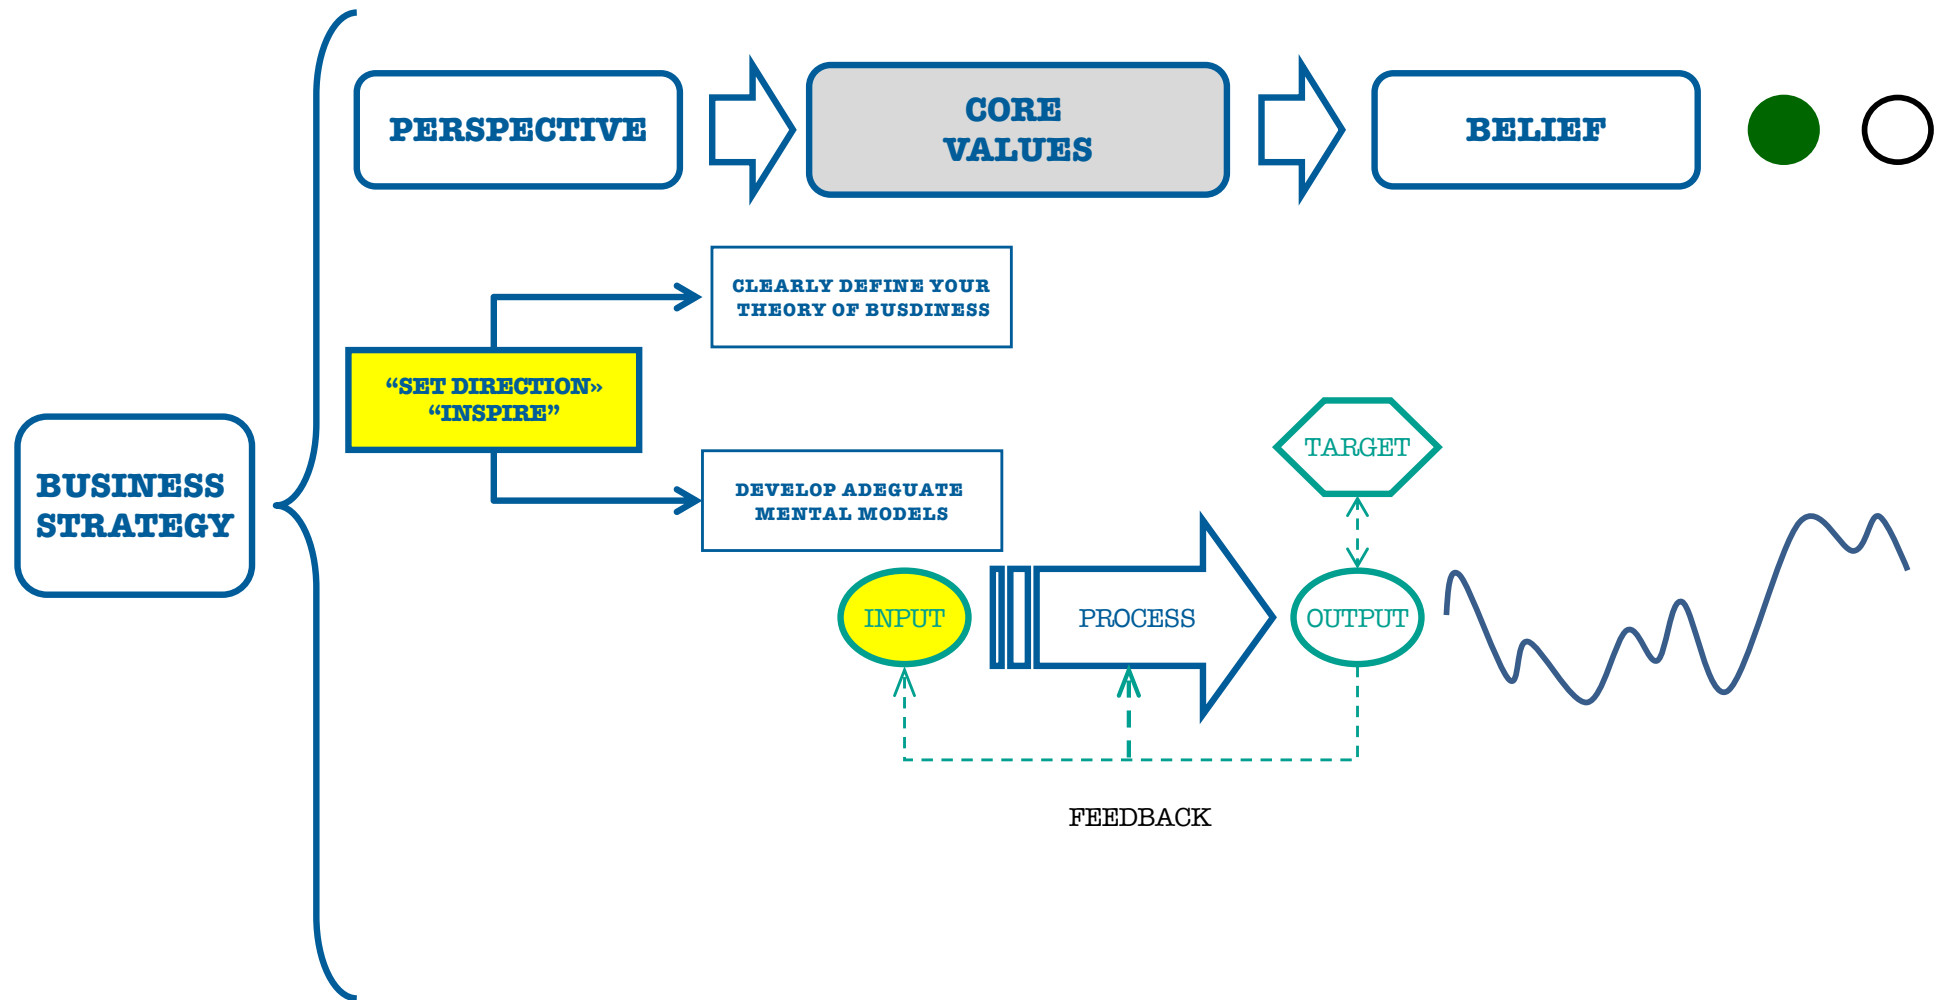 PERSPECTIVE
CORE
VALUES
BELIEF
CLEARLY DEFINE YOUR
THEORY OF BUSDINESS
“SET DIRECTION»
“INSPIRE”
BUSINESS
STRATEGY
DEVELOP ADEGUATE
MENTAL MODELS
TARGET
INPUT
PROCESS
OUTPUT
FEEDBACK